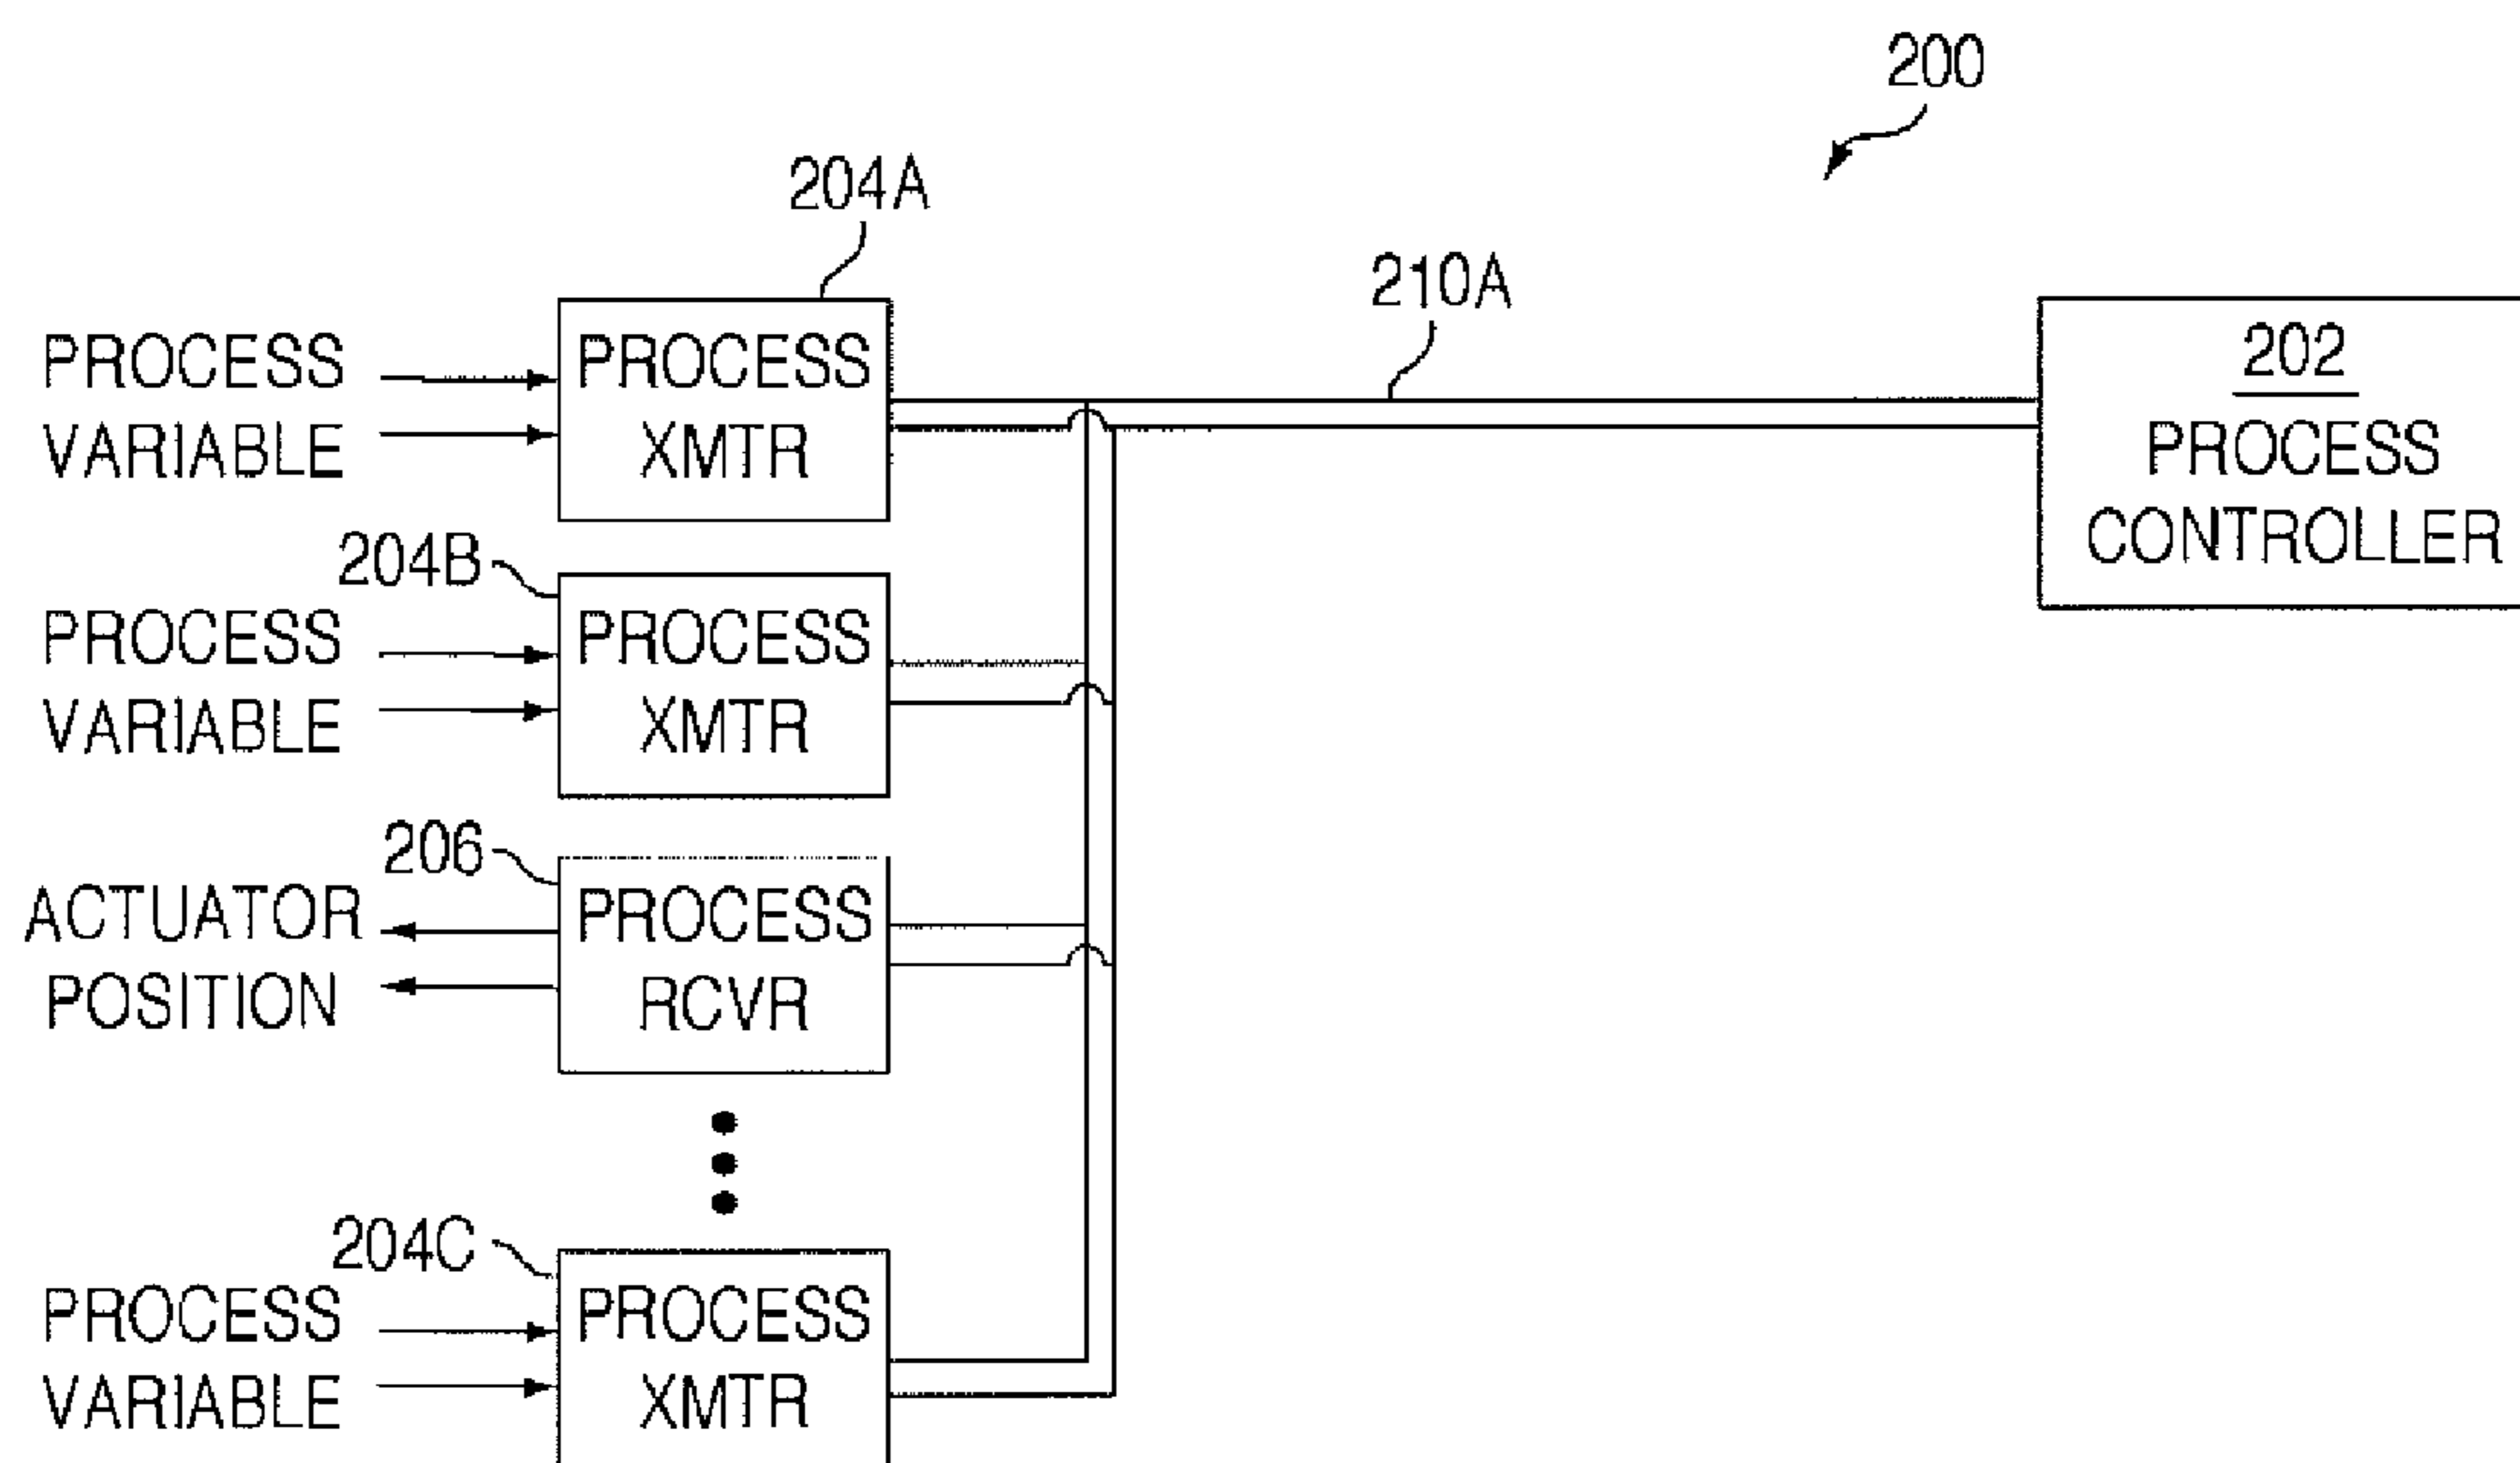 200
204A
210A
PROCESS
VARIABLE
PROCESS
XMTR
202
PROCESS
CONTROLLER
204B
PROCESS
VARIABLE
PROCESS
XMTR
206
ACTUATOR
POSITION
PROCESS
RCVR
204C
PROCESS
VARIABLE
PROCESS
XMTR